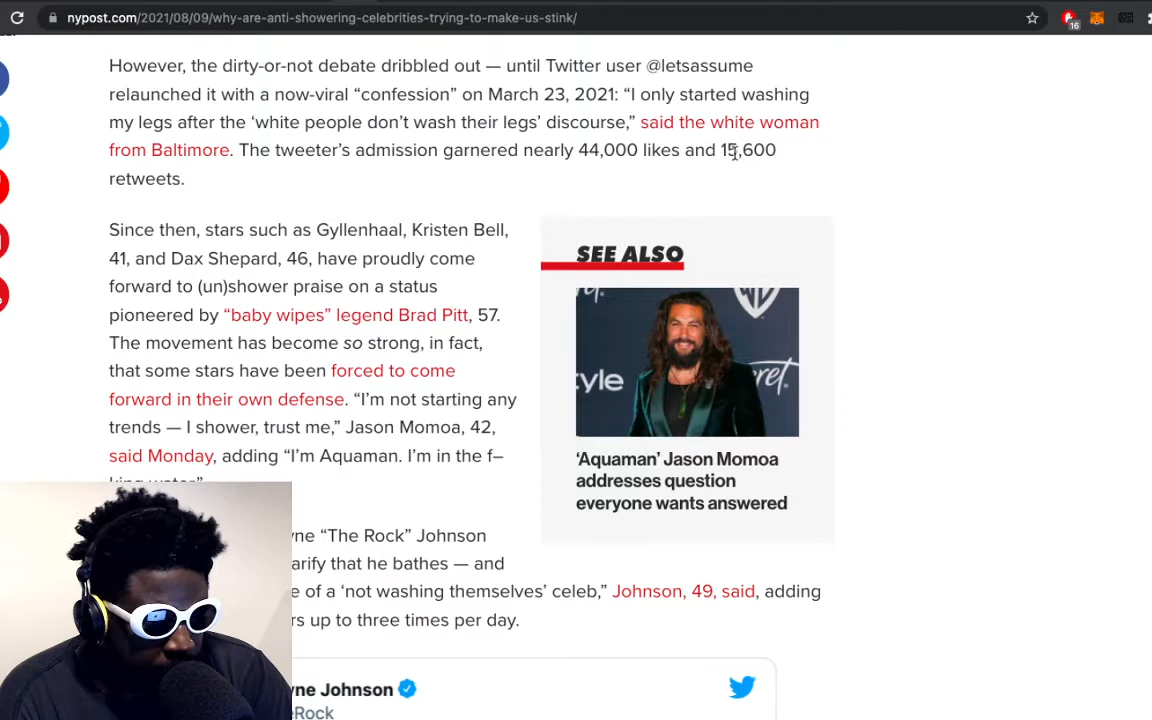 nypost.com/2021/08/09/why-are-anti-showering-celebrities-trying-to-make-us-stink/
16
However, the dirty-or-not debate dribbled out — until Twitter user @letsassume
relaunched it with a now-viral “confession” on March 23, 2021: “I only started washing
my legs after the ‘white people don’t wash their legs’ discourse,” said the white woman
from Baltimore. The tweeter’s admission garnered nearly 44,000 likes and 15,600
retweets.
Since then, stars such as Gyllenhaal, Kristen Bell,
41, and Dax Shepard, 46, have proudly come
forward to (un)shower praise on a status
pioneered by “baby wipes” legend Brad Pitt, 57.
The movement has become so strong, in fact,
that some stars have been forced to come
forward in their own defense. “I’m not starting any
trends — I shower, trust me,” Jason Momoa, 42,
said Monday, adding “I’m Aquaman. I’m in the f–
king water.”
SEE ALSO
style
secret.
‘Aquaman’ Jason Momoa
addresses question
everyone wants answered
“The Rock” Johnson
that he bathes — and
of a ‘not washing themselves’ celeb,” Johnson, 49, said, adding
up to three times per day.
Johnson
Rock